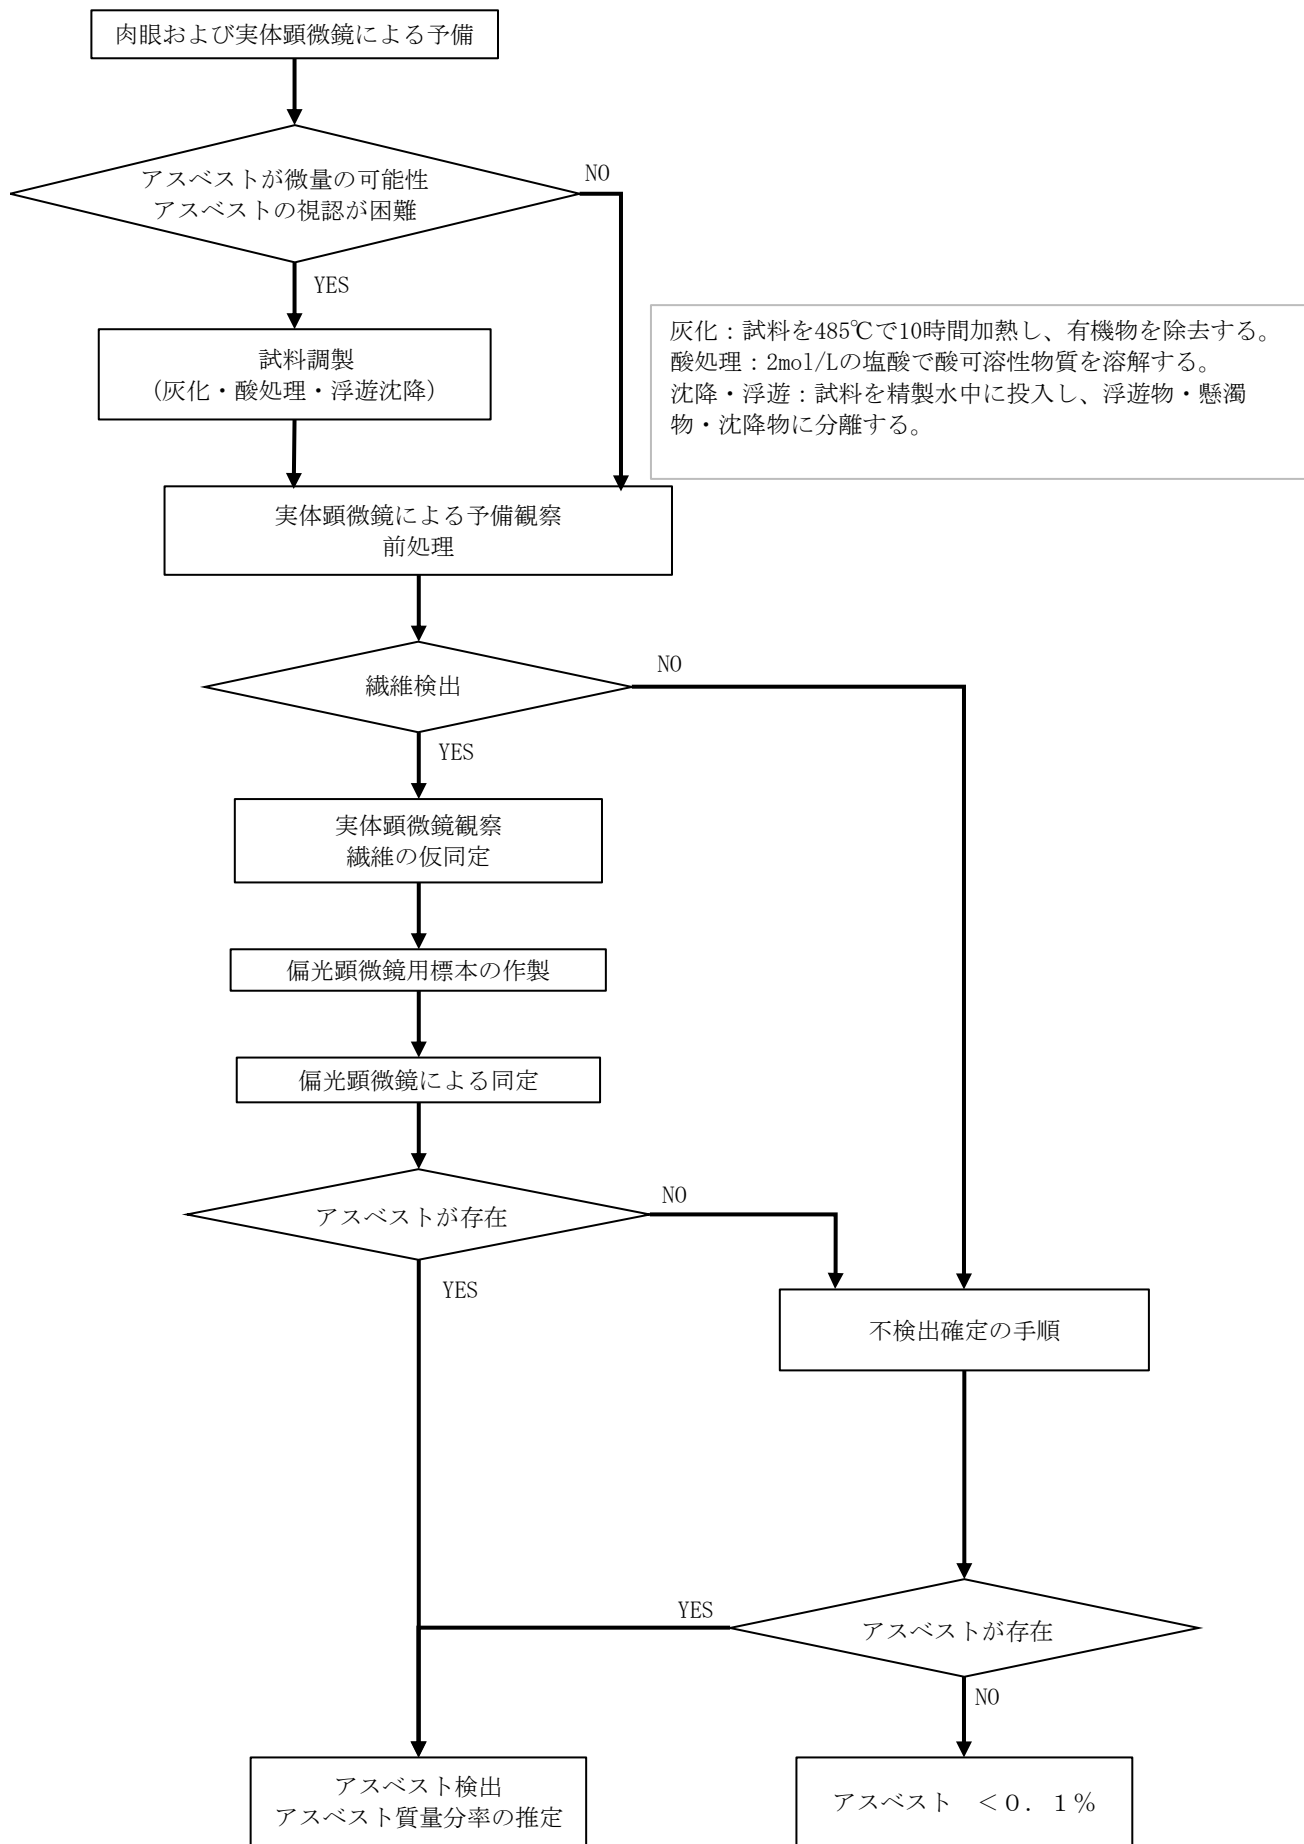 肉眼および実体顕微鏡による予備
アスベストが微量の可能性
アスベストの視認が困難
NO
YES
試料調製
(灰化・酸処理・浮遊沈降)
灰化：試料を485℃で10時間加熱し、有機物を除去する。
酸処理：2mol/Lの塩酸で酸可溶性物質を溶解する。
沈降・浮遊：試料を精製水中に投入し、浮遊物・懸濁
物・沈降物に分離する。
実体顕微鏡による予備観察
前処理
繊維検出
NO
YES
実体顕微鏡観察
繊維の仮同定
偏光顕微鏡用標本の作製
偏光顕微鏡による同定
アスベストが存在
NO
YES
不検出確定の手順
アスベストが存在
YES
NO
アスベスト検出
アスベスト質量分率の推定
アスベスト　＜０．１％